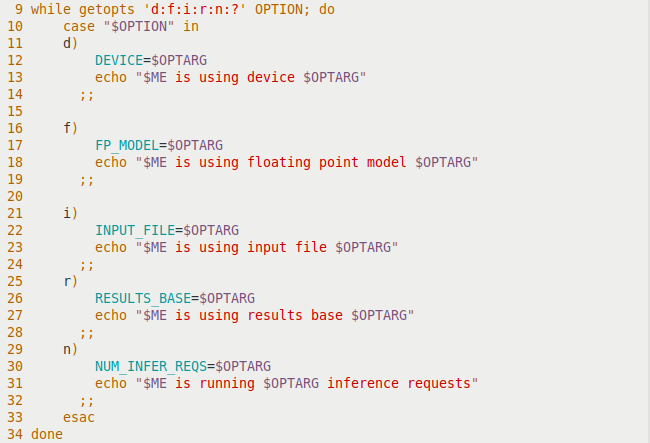 9 while getopts 'd:f:i:r:n:?' OPTION; do
10     case "$OPTION" in
11     d)
12         DEVICE=$OPTARG
13         echo "$ME is using device $OPTARG"
14       ;;
15
16     f)
17         FP_MODEL=$OPTARG
18         echo "$ME is using floating point model $OPTARG"
19       ;;
20
21     i)
22         INPUT_FILE=$OPTARG
23         echo "$ME is using input file $OPTARG"
24       ;;
25     r)
26         RESULTS_BASE=$OPTARG
27         echo "$ME is using results base $OPTARG"
28       ;;
29     n)
30         NUM_INFER_REQS=$OPTARG
31         echo "$ME is running $OPTARG inference requests"
32       ;;
33     esac
34 done